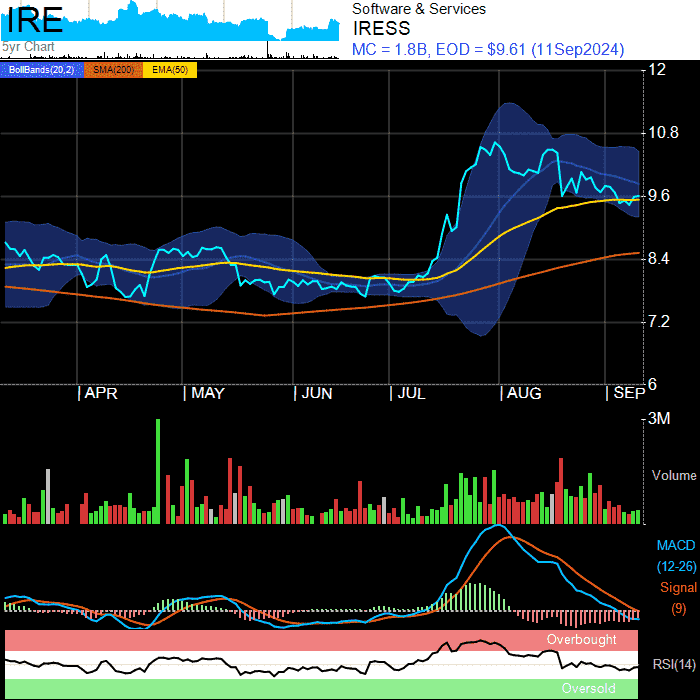 IRE
5yr Chart
Software & Services
IRESS
MC = 1.8B, EOD = $9.61 (11Sep2024)
BollBands(20,2) SMA(200) EMA(50)
12
10.8
9.6
8.4
7.2
6
APR MAY JUN JUL AUG SEP
3M
Volume
MACD
(12-26)
Signal
(9)
Overbought
RSI(14)
Oversold